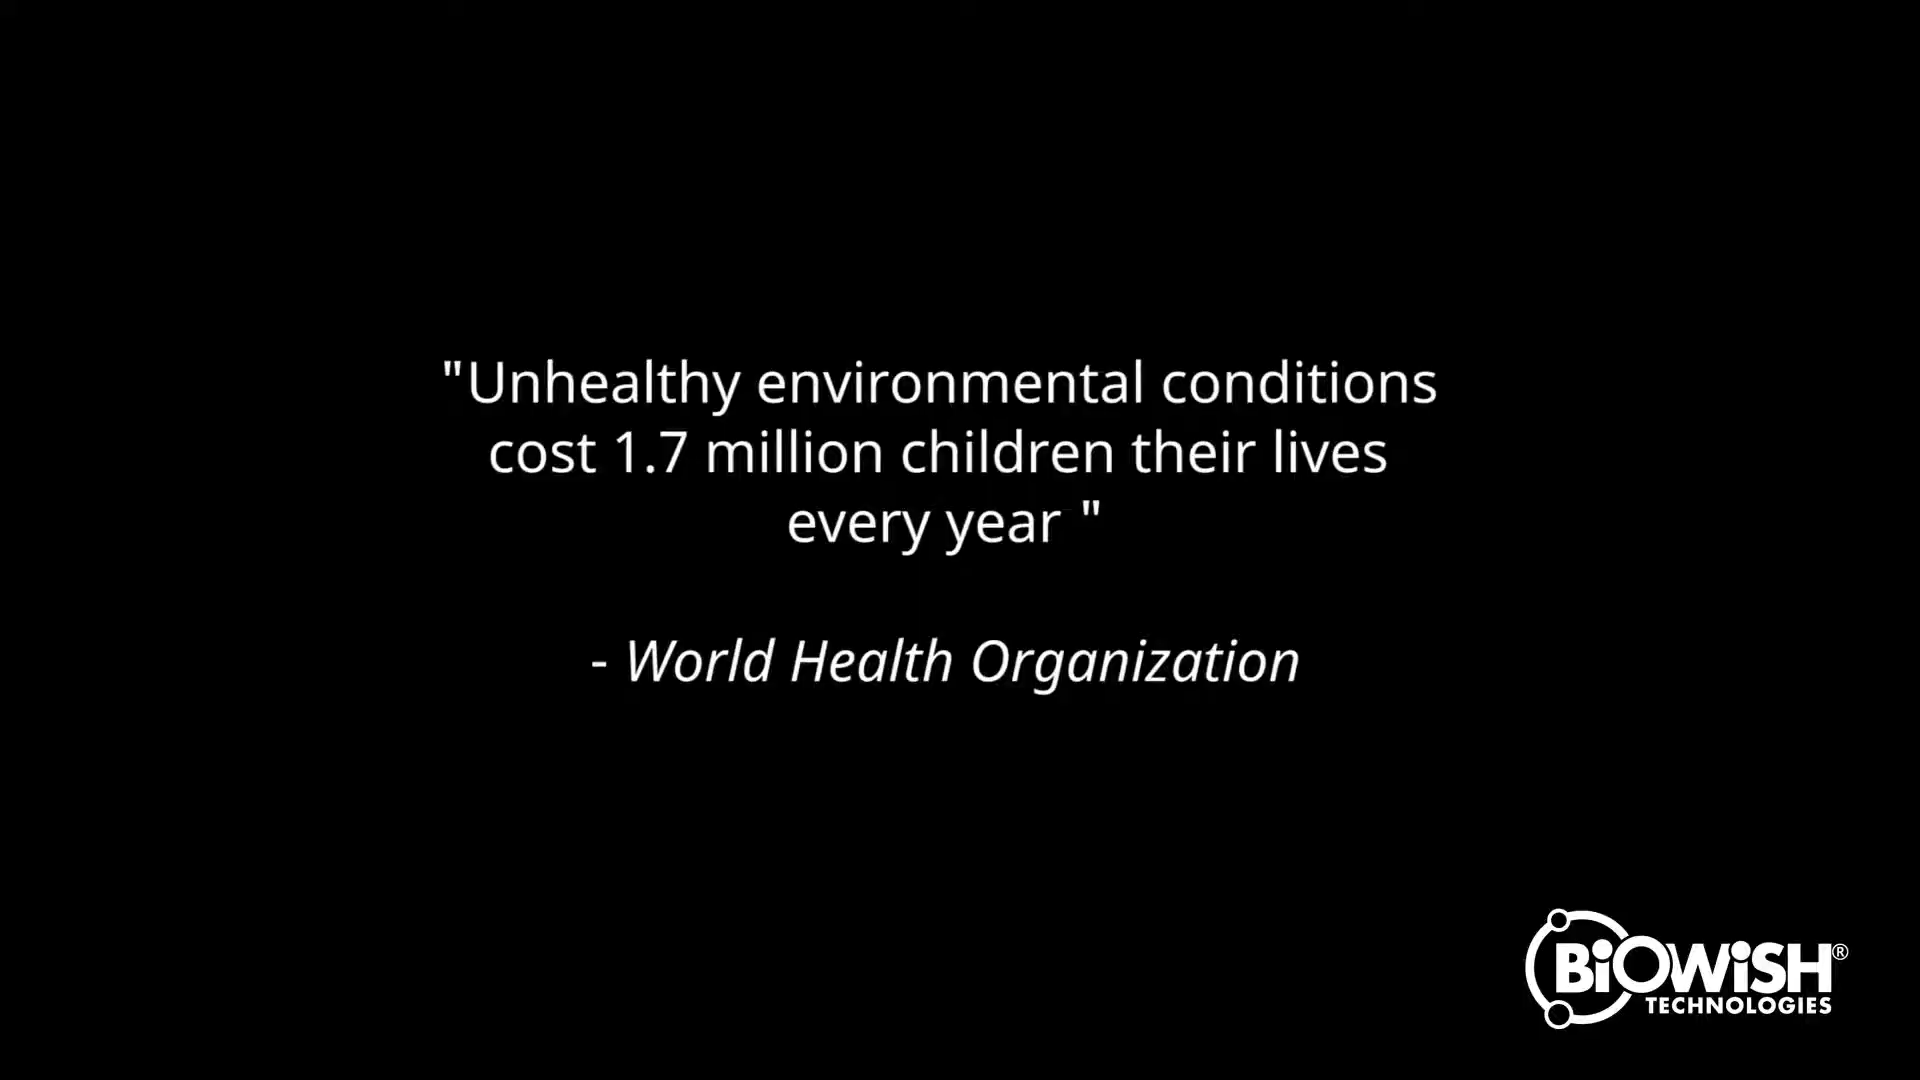 "Unhealthy environmental conditions
cost 1.7 million children their lives
every year "
- World Health Organization
BiOWiSH®
TECHNOLOGIES